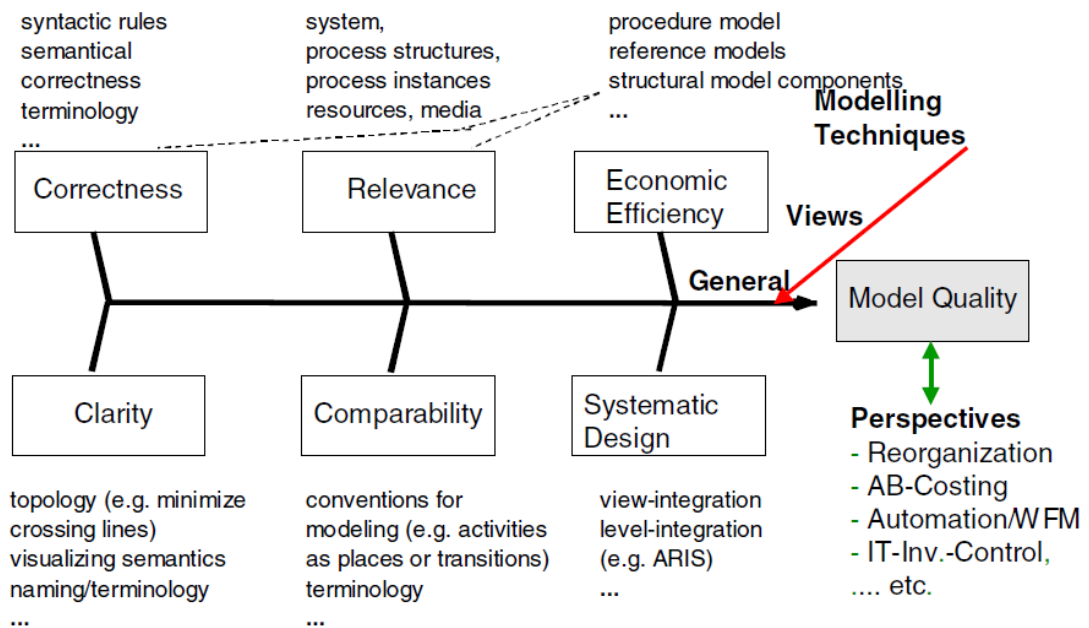 syntactic rules
semantical
correctness
terminology
...
system,
process structures,
process instances
resources, media
procedure model
reference models
structural model components
...
Modelling
Techniques
Correctness
Relevance
Economic
Efficiency
Views
General
Model Quality
Clarity
Comparability
Systematic
Design
Perspectives
- Reorganization
- AB-Costing
- Automation/WFM
- IT-Inv.-Control,
.... etc.
topology (e.g. minimize
crossing lines)
visualizing semantics
naming/terminology
...
conventions for
modeling (e.g. activities
as places or transitions)
terminology
...
view-integration
level-integration
(e.g. ARIS)
...